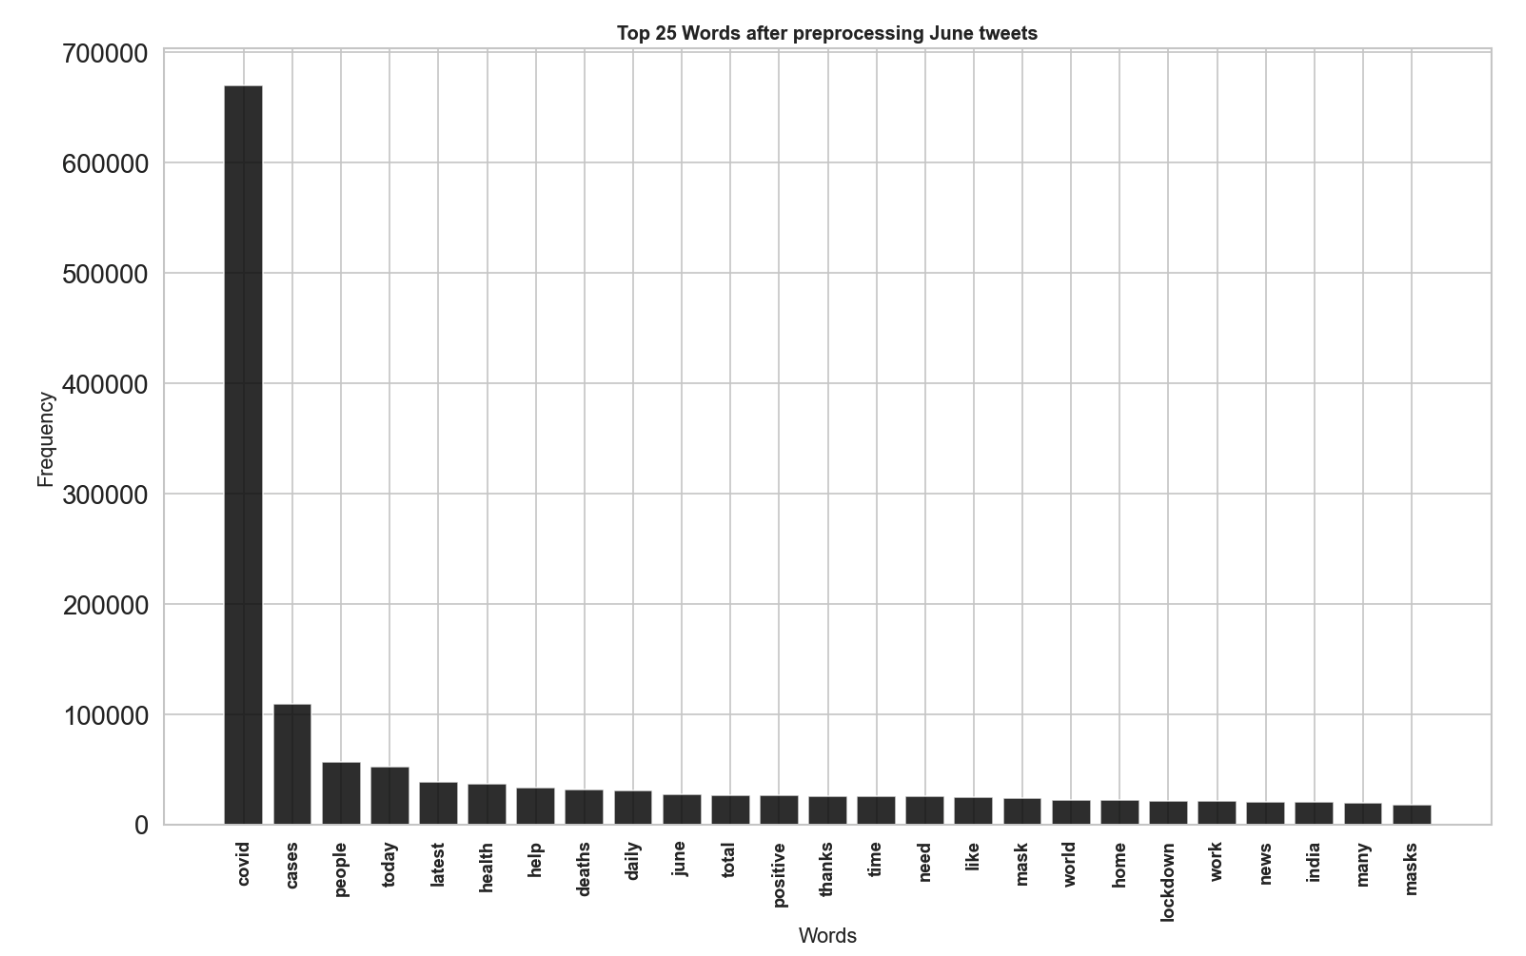 Top 25 Words after preprocessing June tweets
700000
600000
500000
400000
300000
200000
100000
0
Frequency
covid
cases
people
today
latest
health
help
deaths
daily
june
total
positive
thanks
time
need
like
mask
world
home
lockdown
work
news
india
many
masks
Words